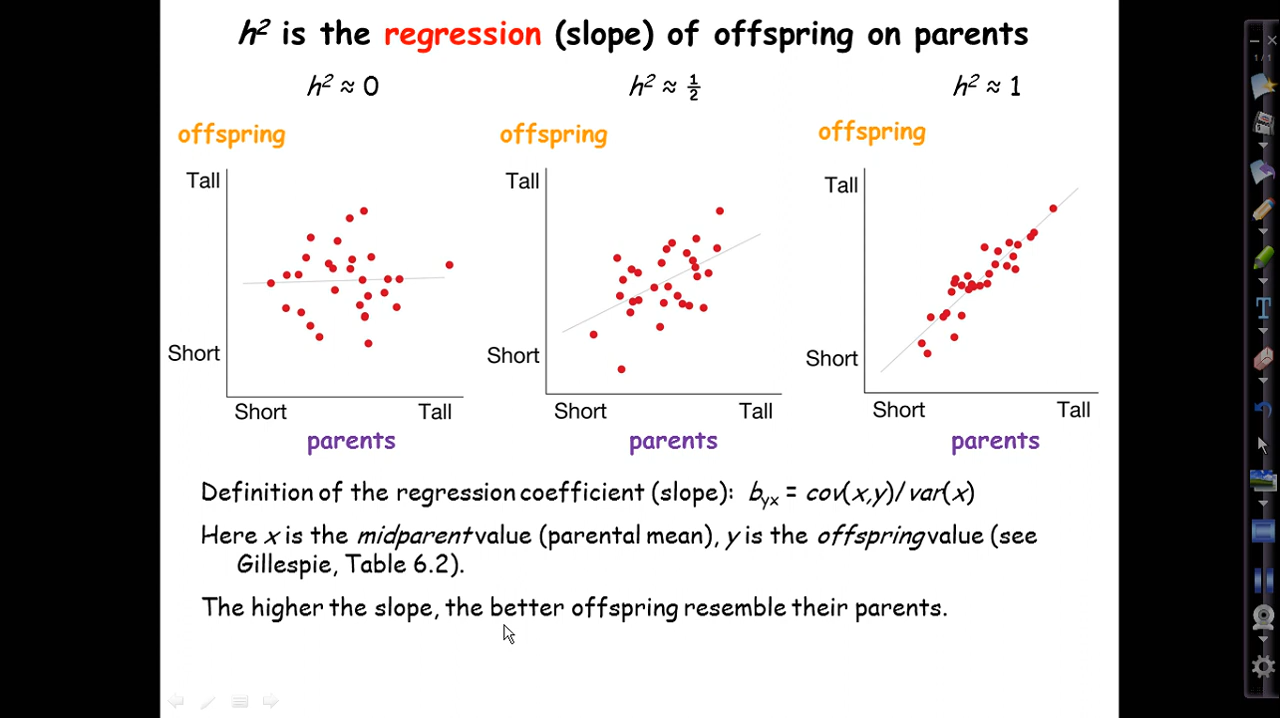 h² is the regression (slope) of offspring on parents
h² ≈ 0
h² ≈ ½
h² ≈ 1
offspring
offspring
offspring
Tall
Short
Short
Tall
parents
Tall
Short
Short
Tall
parents
Tall
Short
Short
Tall
parents
Definition of the regression coefficient (slope): b_yx = cov(x,y)/var(x)
Here x is the midparent value (parental mean), y is the offspring value (see
Gillespie, Table 6.2).
The higher the slope, the better offspring resemble their parents.
1/1
T